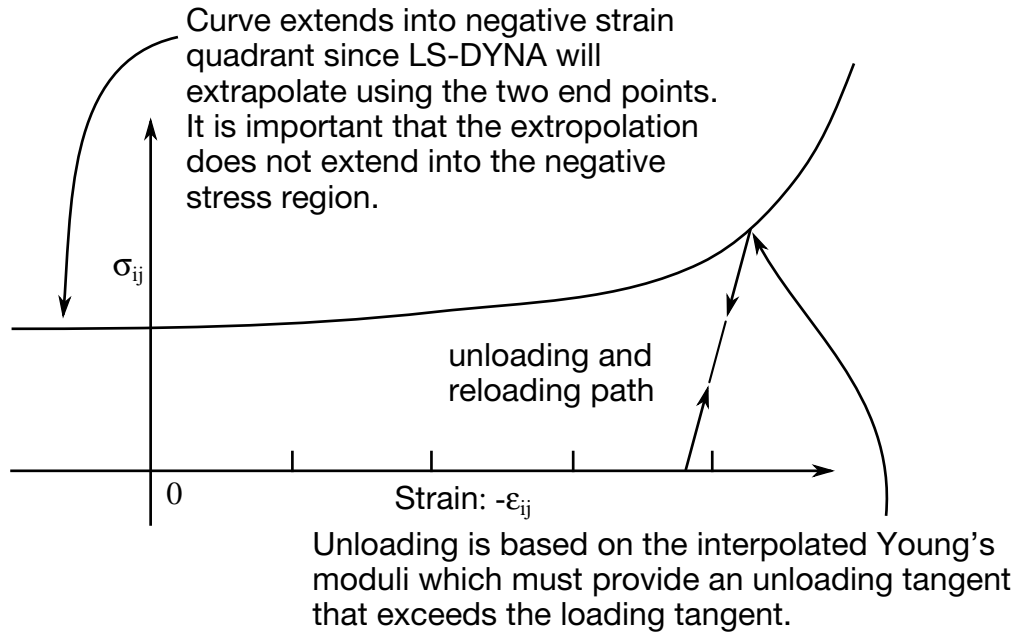 Curve extends into negative strain
quadrant since LS-DYNA will
extrapolate using the two end points.
It is important that the extropolation
does not extend into the negative
stress region.
σij
unloading and
reloading path
0
Strain: -εij
Unloading is based on the interpolated Young's
moduli which must provide an unloading tangent
that exceeds the loading tangent.